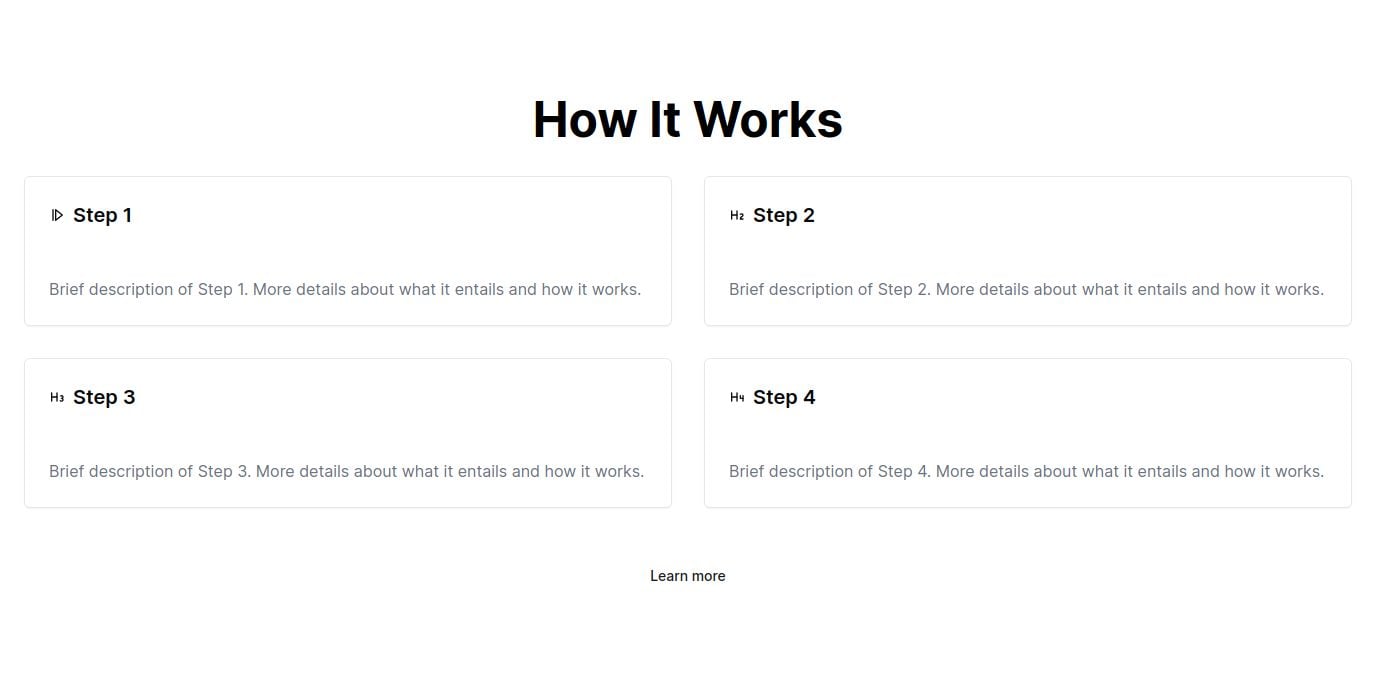 How It Works
Step 1
Brief description of Step 1. More details about what it entails and how it works.
H2 Step 2
Brief description of Step 2. More details about what it entails and how it works.
H3 Step 3
Brief description of Step 3. More details about what it entails and how it works.
H4 Step 4
Brief description of Step 4. More details about what it entails and how it works.
Learn more